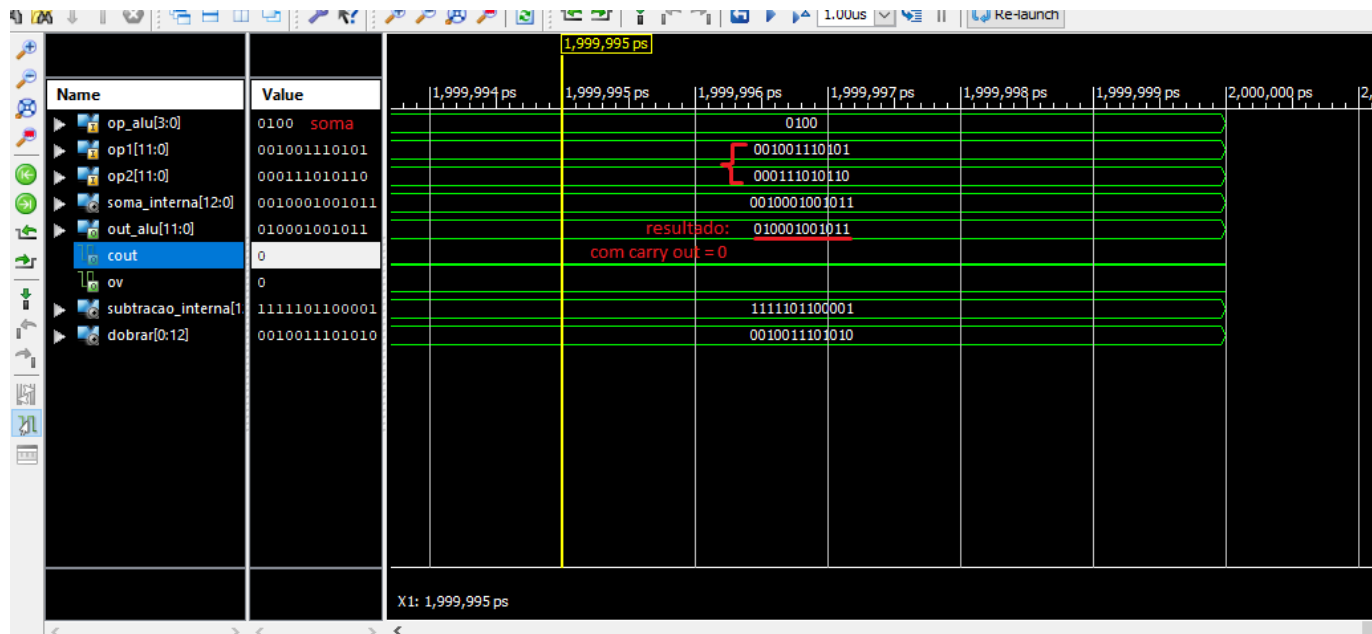 1.00us Re-launch
1,999,995 ps
Name Value 1,999,994 ps 1,999,995 ps 1,999,996 ps 1,999,997 ps 1,999,998 ps 1,999,999 ps 2,000,000 ps 2,
op_alu[3:0] 0100 soma 0100
op1[11:0] 001001110101 001001110101
op2[11:0] 000111010110 000111010110
soma_interna[12:0] 0010001001011 0010001001011
out_alu[11:0] 010001001011 resultado: 010001001011
cout 0 com carry out = 0
ov 0
subtracao_interna[1 1111101100001 1111101100001
dobrar[0:12] 0010011101010 0010011101010
X1: 1,999,995 ps